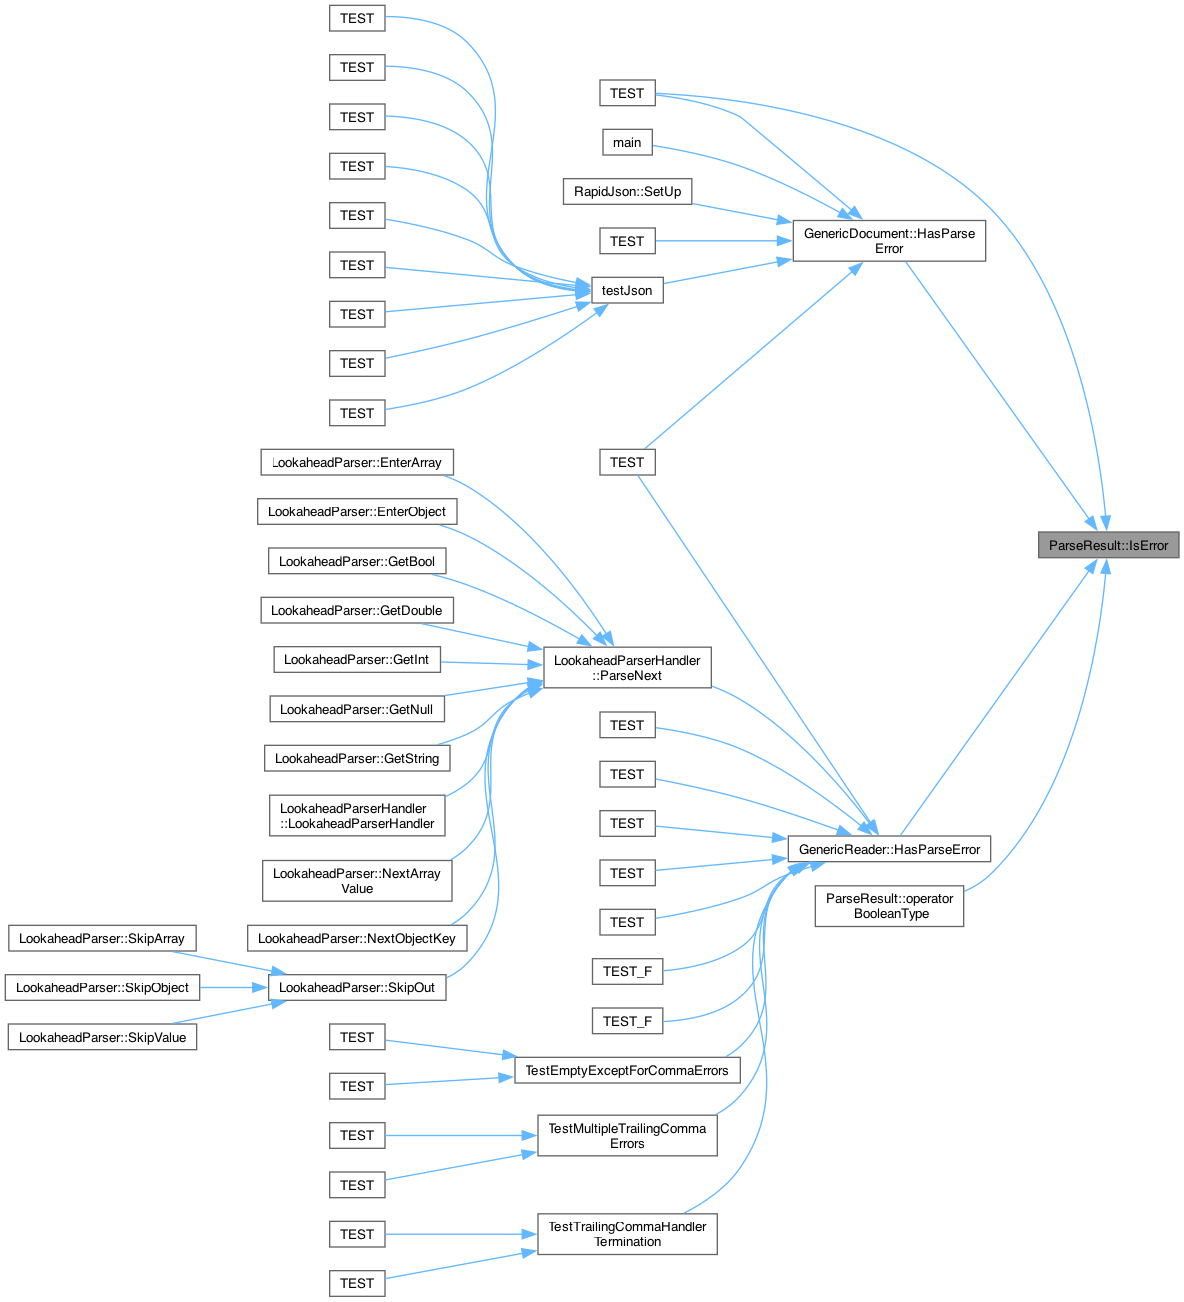 TEST
TEST
TEST
TEST
TEST
TEST
TEST
TEST
TEST
TEST
main
RapidJson::SetUp
TEST
testJson
GenericDocument::HasParse
Error
TEST
LookaheadParser::EnterArray
LookaheadParser::EnterObject
LookaheadParser::GetBool
LookaheadParser::GetDouble
LookaheadParser::GetInt
LookaheadParser::GetNull
LookaheadParser::GetString
LookaheadParserHandler
::LookaheadParserHandler
LookaheadParser::NextArray
Value
LookaheadParser::NextObjectKey
LookaheadParser::SkipOut
LookaheadParser::SkipArray
LookaheadParser::SkipObject
LookaheadParser::SkipValue
LookaheadParserHandler
::ParseNext
TEST
TEST
TEST
TEST
TEST
TEST_F
TEST_F
TestEmptyExceptForCommaErrors
TEST
TEST
TestMultipleTrailingComma
Errors
TEST
TEST
TestTrailingCommaHandler
Termination
TEST
TEST
GenericReader::HasParseError
ParseResult::operator
BooleanType
ParseResult::IsError